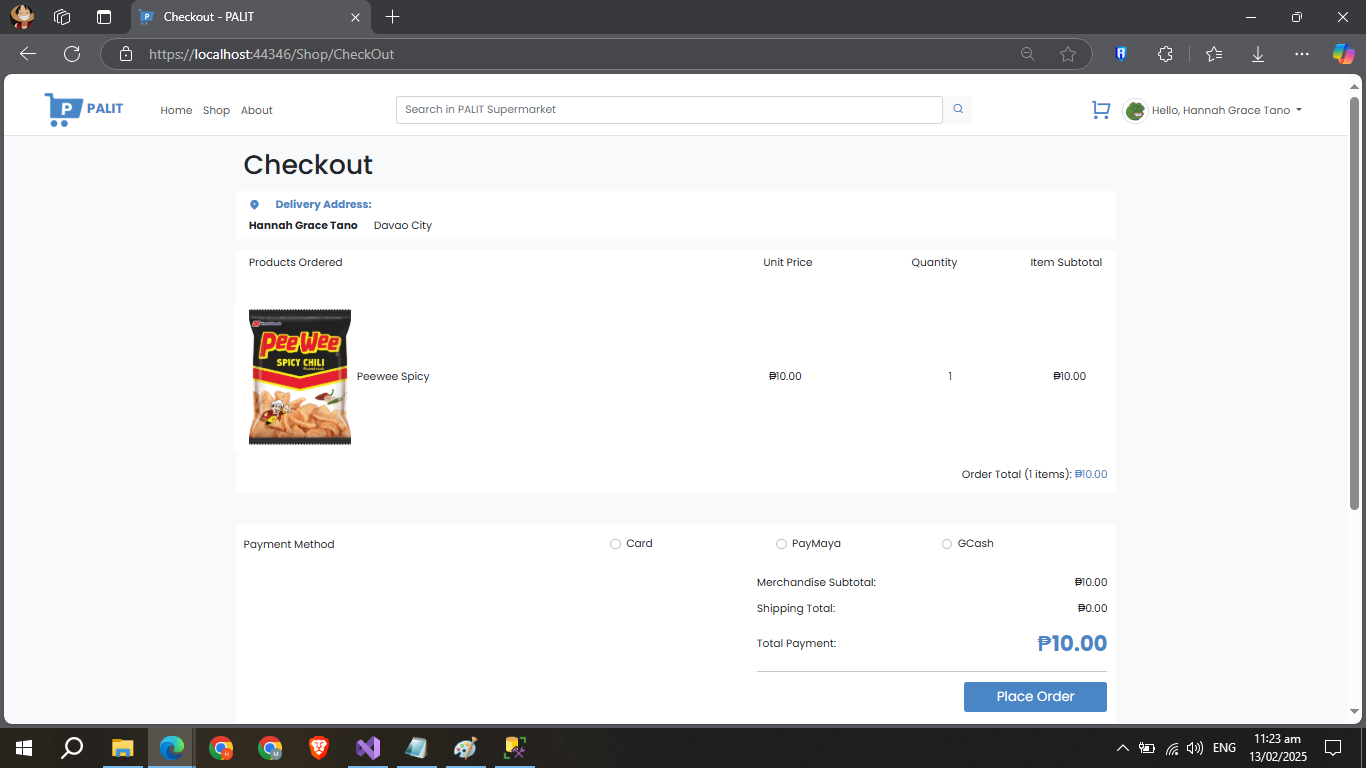 Checkout - PALIT
https://localhost:44346/Shop/CheckOut
P PALIT Home Shop About Search in PALIT Supermarket Hello, Hannah Grace Tano
Checkout
Delivery Address:
Hannah Grace Tano Davao City
Products Ordered Unit Price Quantity Item Subtotal
PeeWee
SPICY CHILI
Peewee Spicy ₱10.00 1 ₱10.00
Order Total (1 items): ₱10.00
Payment Method Card PayMaya GCash
Merchandise Subtotal: ₱10.00
Shipping Total: ₱0.00
Total Payment: ₱10.00
Place Order
ENG
11:23 am
13/02/2025